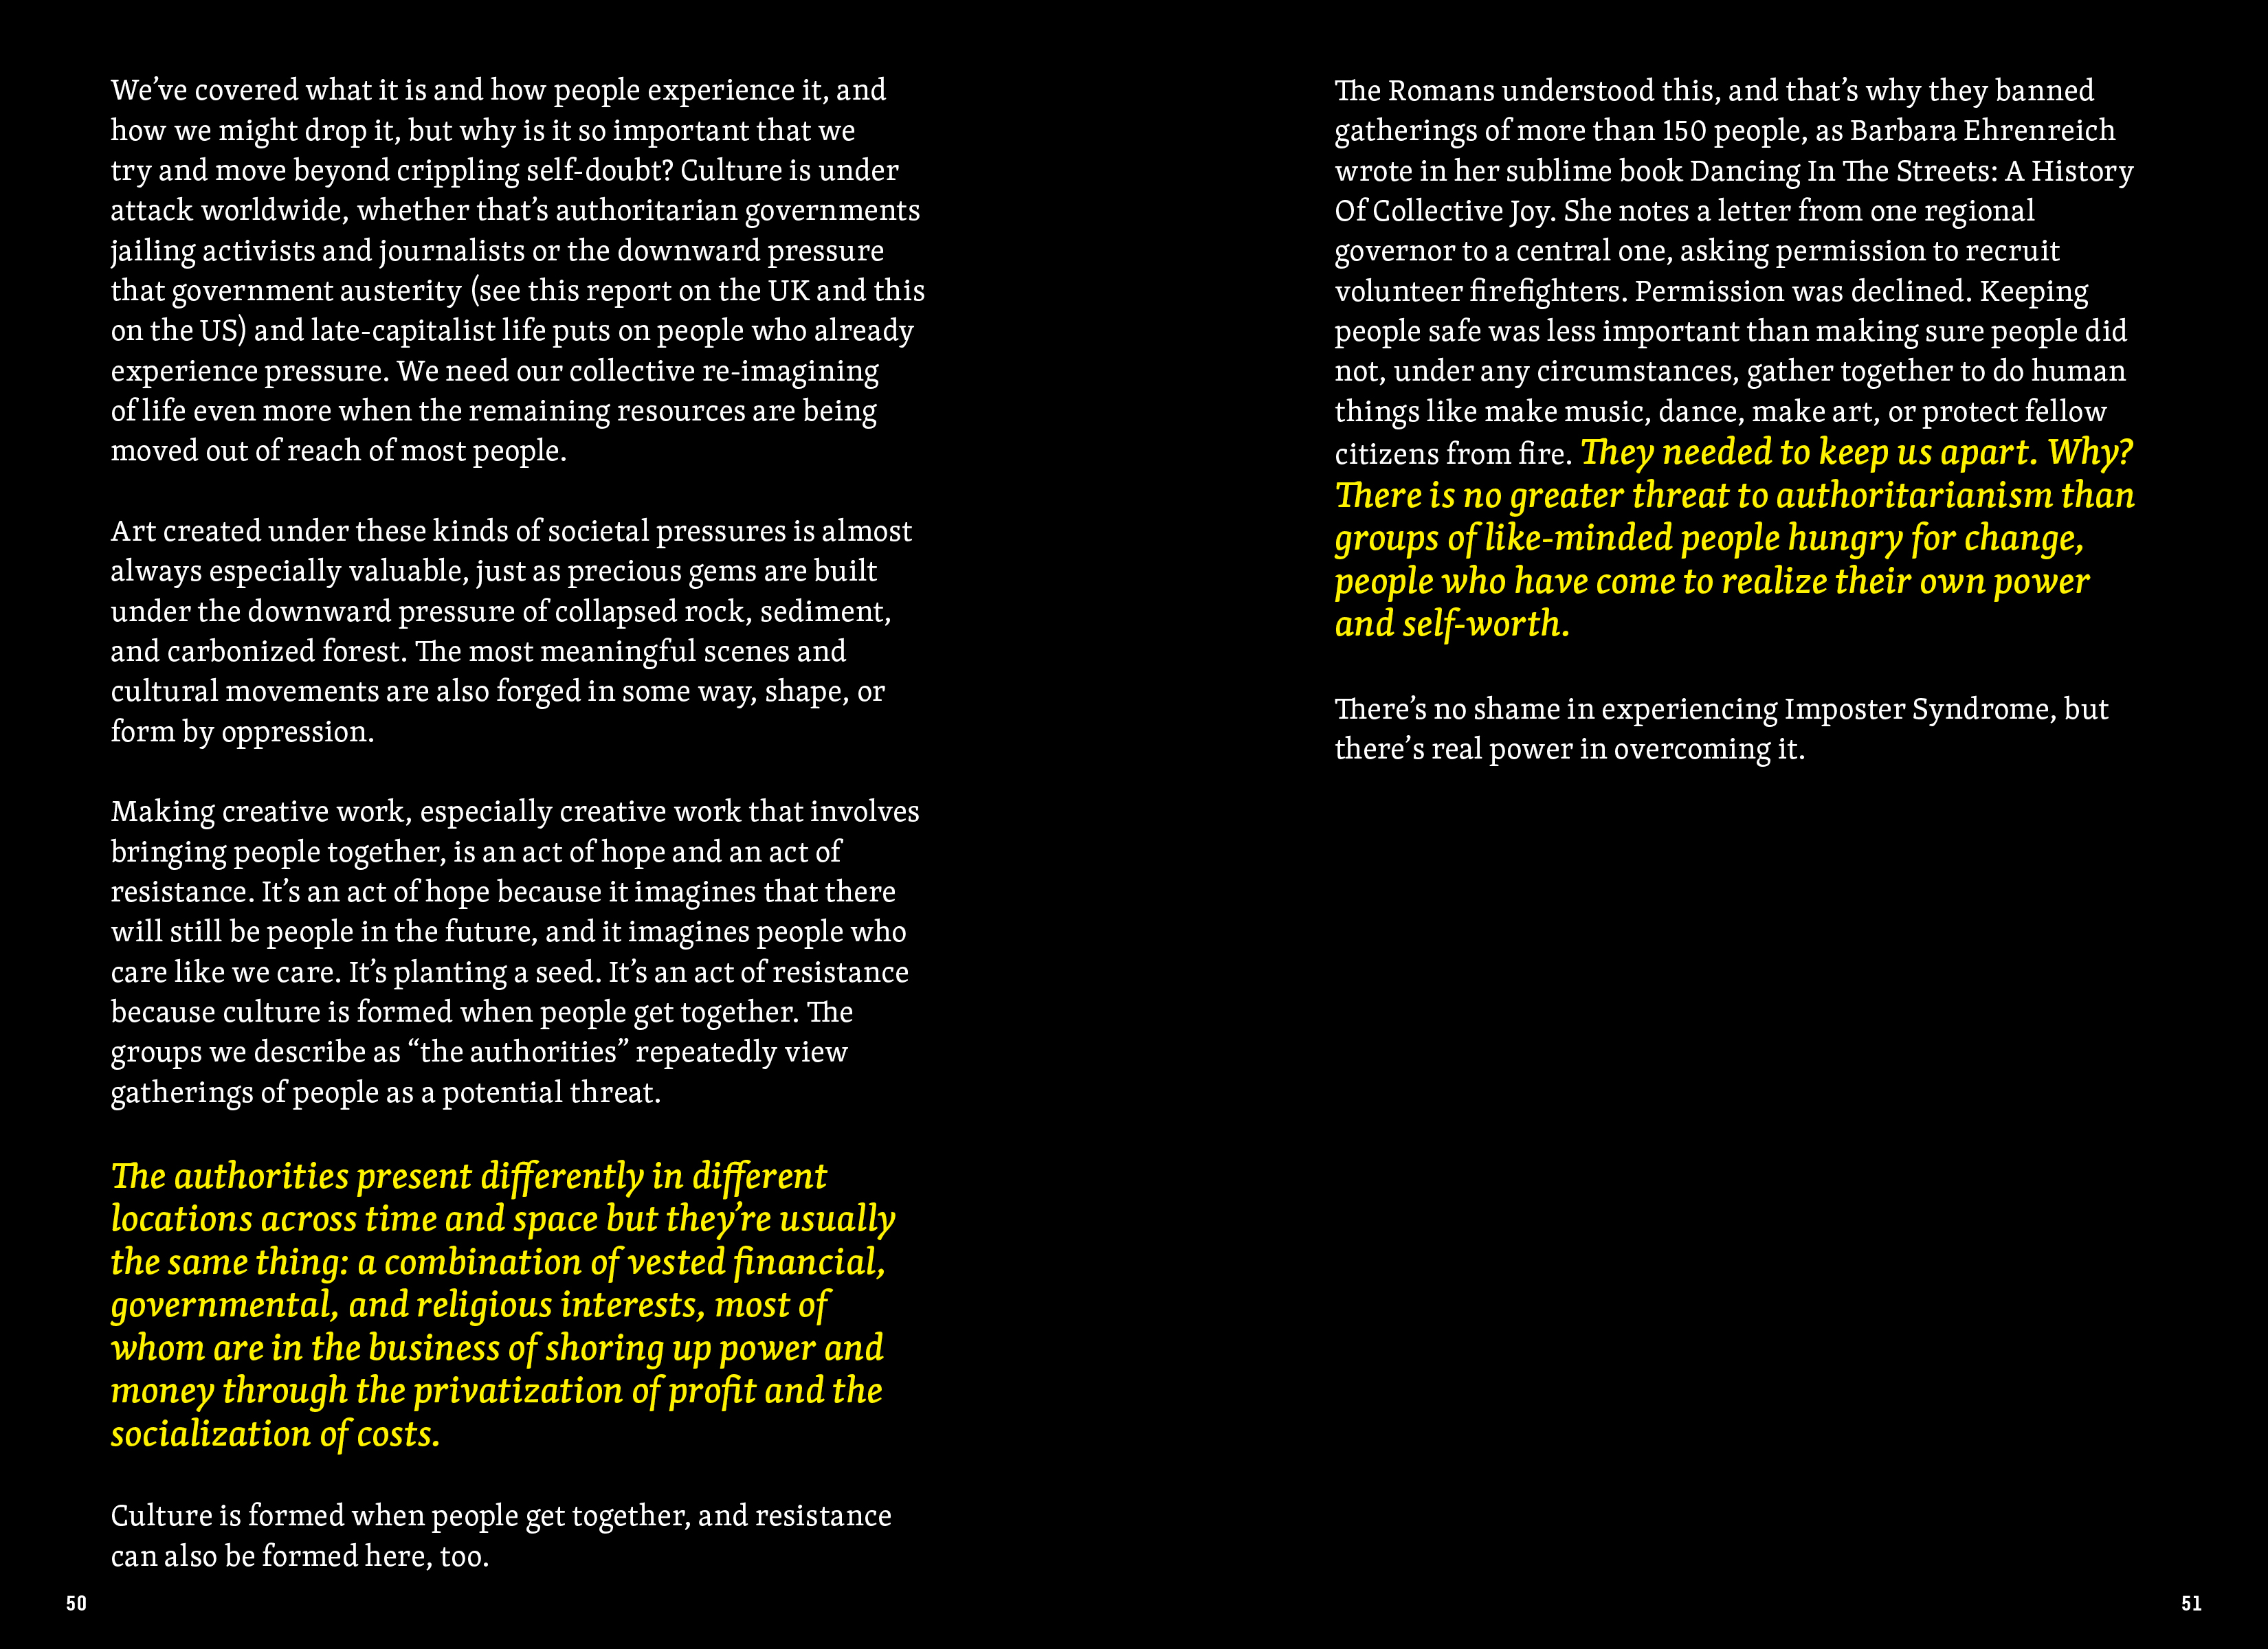 We’ve covered what it is and how people experience it, and
how we might drop it, but why is it so important that we
try and move beyond crippling self-doubt? Culture is under
attack worldwide, whether that’s authoritarian governments
jailing activists and journalists or the downward pressure
that government austerity (see this report on the UK and this
on the US) and late-capitalist life puts on people who already
experience pressure. We need our collective re-imagining
of life even more when the remaining resources are being
moved out of reach of most people.
Art created under these kinds of societal pressures is almost
always especially valuable, just as precious gems are built
under the downward pressure of collapsed rock, sediment,
and carbonized forest. The most meaningful scenes and
cultural movements are also forged in some way, shape, or
form by oppression.
Making creative work, especially creative work that involves
bringing people together, is an act of hope and an act of
resistance. It’s an act of hope because it imagines that there
will still be people in the future, and it imagines people who
care like we care. It’s planting a seed. It’s an act of resistance
because culture is formed when people get together. The
groups we describe as “the authorities” repeatedly view
gatherings of people as a potential threat.
The authorities present differently in different
locations across time and space but they’re usually
the same thing: a combination of vested financial,
governmental, and religious interests, most of
whom are in the business of shoring up power and
money through the privatization of profit and the
socialization of costs.
Culture is formed when people get together, and resistance
can also be formed here, too.
50
The Romans understood this, and that’s why they banned
gatherings of more than 150 people, as Barbara Ehrenreich
wrote in her sublime book Dancing In The Streets: A History
Of Collective Joy. She notes a letter from one regional
governor to a central one, asking permission to recruit
volunteer firefighters. Permission was declined. Keeping
people safe was less important than making sure people did
not, under any circumstances, gather together to do human
things like make music, dance, make art, or protect fellow
citizens from fire. They needed to keep us apart. Why?
There is no greater threat to authoritarianism than
groups of like-minded people hungry for change,
people who have come to realize their own power
and self-worth.
There’s no shame in experiencing Imposter Syndrome, but
there’s real power in overcoming it.
51